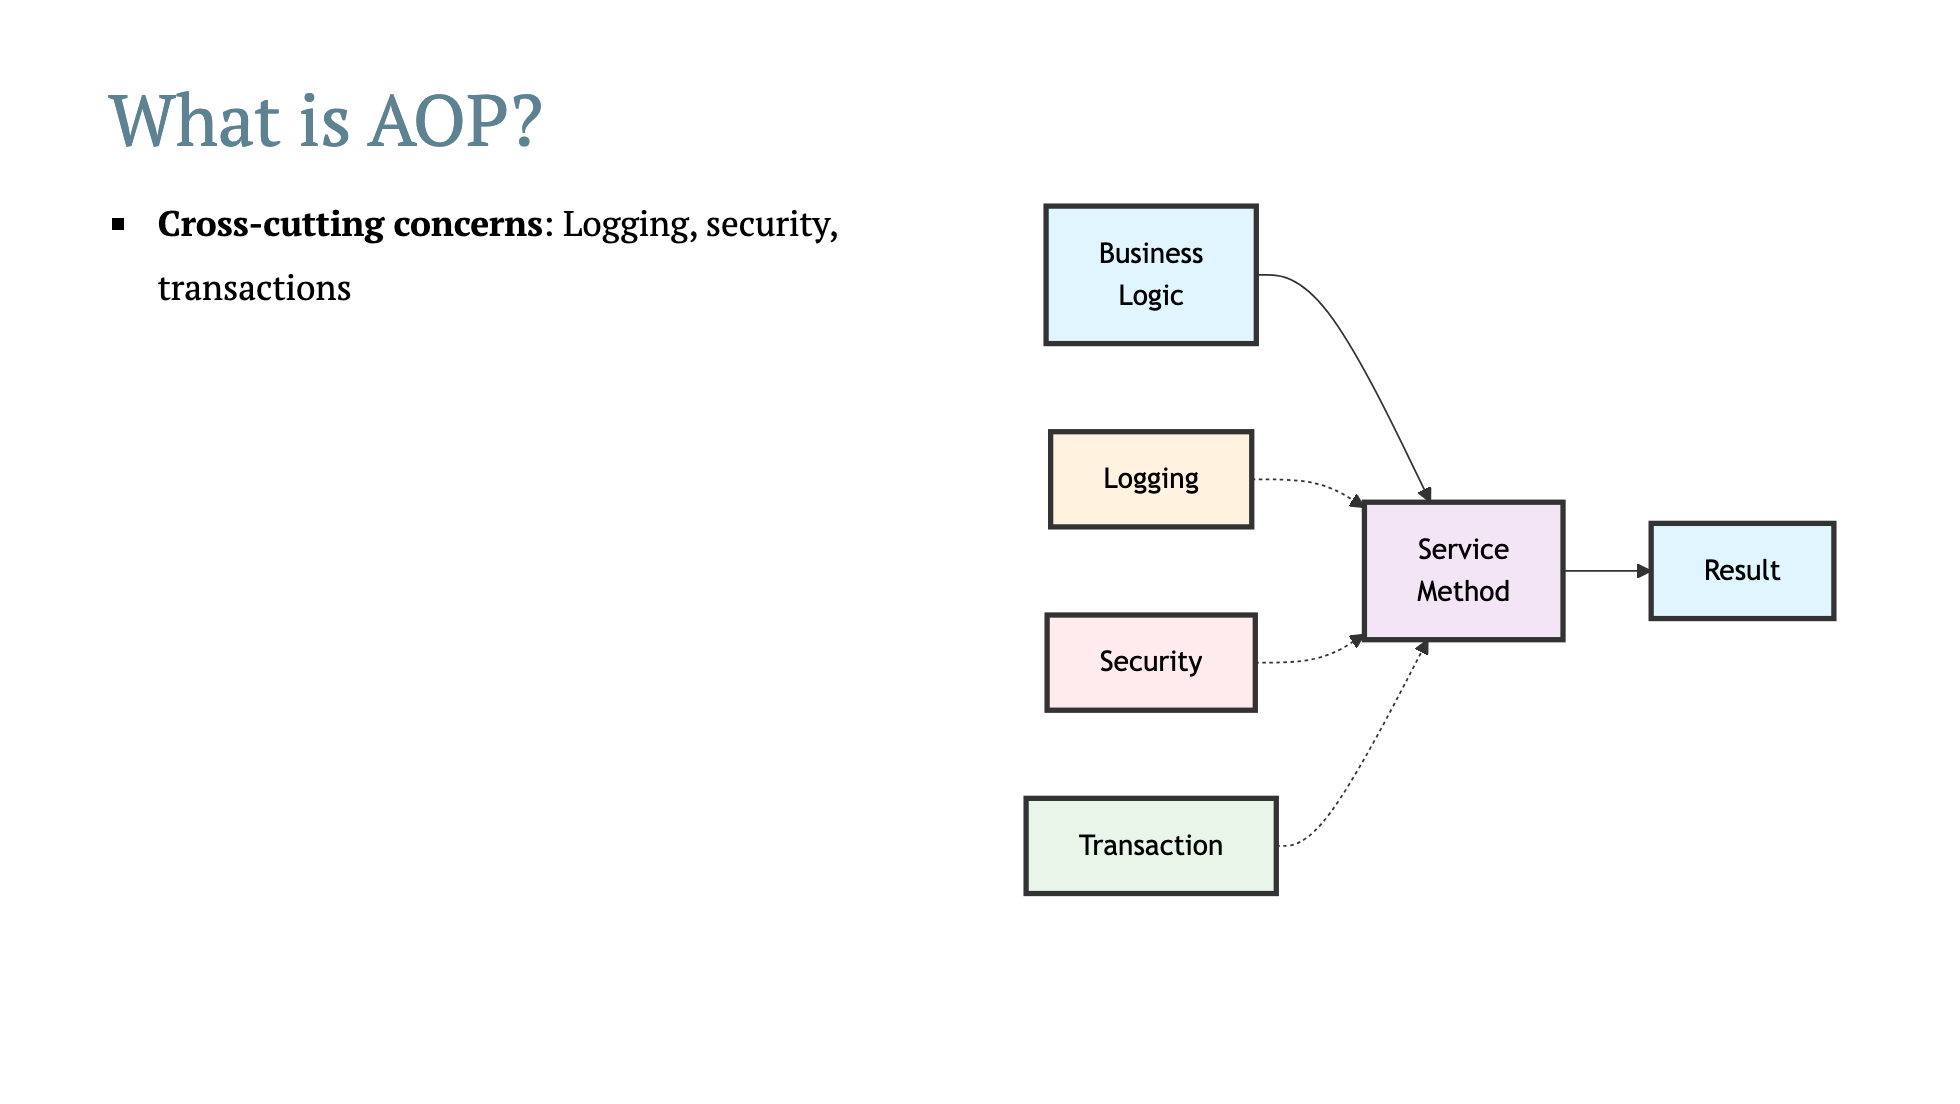 What is AOP?
▪ Cross-cutting concerns: Logging, security,
transactions
Business
Logic
Logging
Security
Transaction
Service
Method
Result